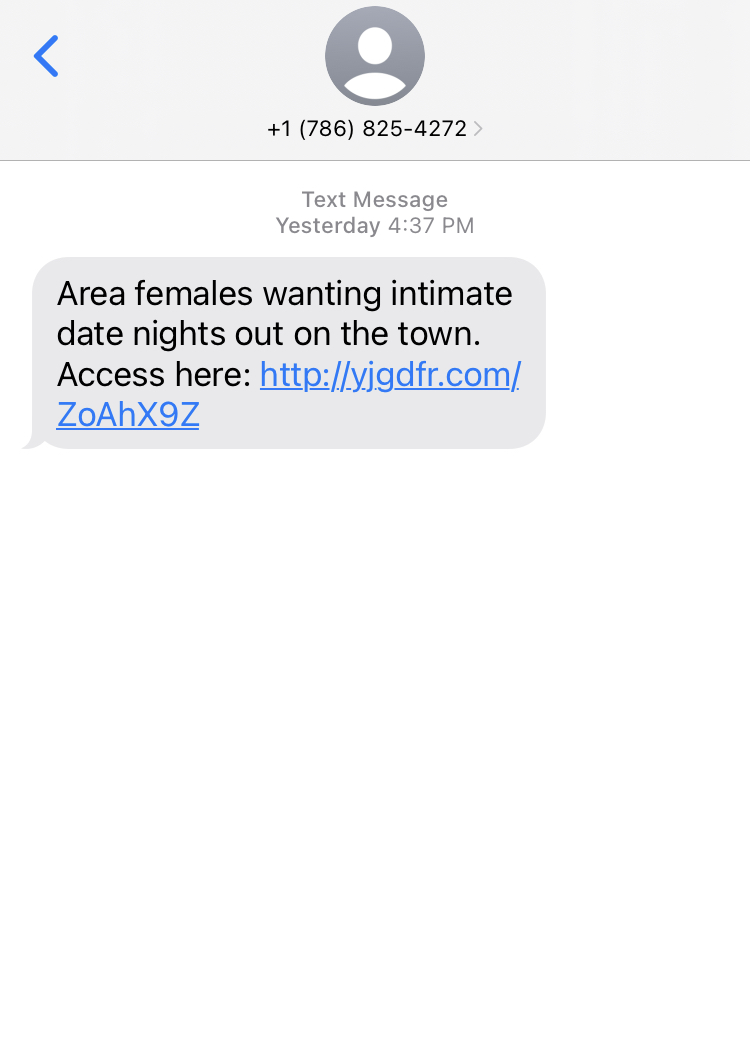 +1 (786) 825-4272
Text Message
Yesterday 4:37 PM
Area females wanting intimate
date nights out on the town.
Access here: http://yjgdfr.com/
ZoAhX9Z